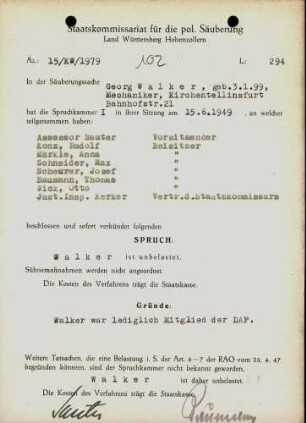 Staatskommissariat für die pol. Säuberung
Land Württemberg Hohenzollern
Az.: 15/KW/1979
102
L: 294
In der Säuberungssache
Georg Walker, geb.3.1.99,
Mechaniker, Kirchentellinsfurt
Bahnhofstr.21
hat die Spruchkammer I in ihrer Sitzung am 15.6.1949 , an welcher
teilgenommen haben:
Assessor Sauter Vorsitzender
Kons, Rudolf Beisitzer
Märkle, Anna "
Schneider, Max "
Scheurer, Josef "
Baumann, Thomas "
Wick, Otto "
Just.Insp. Kerker Vertr.d.Staatskommissars
beschlossen und sofort verkündet folgenden
SPRUCH:
Walker ist unbelastet.
Sühnemaßnahmen werden nicht angeordnet.
Die Kosten des Verfahrens trägt die Staatskasse.
Gründe:
Walker war lediglich Mitglied der DAF.
Weitere Tatsachen, die eine Belastung i. S. der Art. 4—7 der RAO vom 25. 4. 47
begründen könnten, sind der Spruchkammer nicht bekannt geworden.
Walker ist daher unbelastet.
Die Kosten des Verfahrens trägt die Staatskasse.
Sauter
Baumann